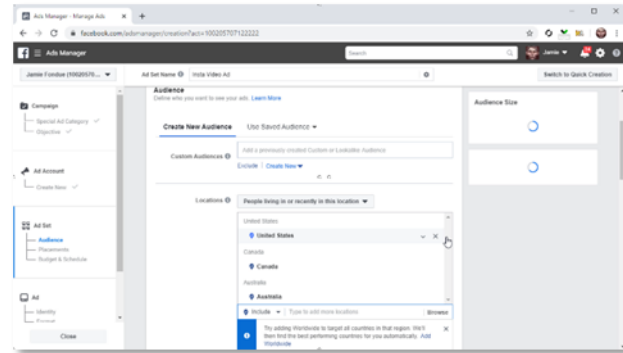 Ads Manager - Manage Ads
facebook.com/adsmanager/creation?act=100205707122222
Ads Manager
Search
Jamie
Ad Set Name
Insta Video Ad
Switch to Quick Creation
Campaign
Special Ad Category
Objective
Ad Account
Create New
Ad Set
Audience
Placements
Budget & Schedule
Ad
Identity
Format
Close
Audience
Define who you want to see your ads. Learn More
Create New Audience
Use Saved Audience
Custom Audiences
Add a previously created Custom or Lookalike Audience
Exclude | Create New
Locations
People living in or recently in this location
United States
United States
Canada
Canada
Australia
Australia
Include
Type to add more locations
Browse
Try adding Worldwide to target all countries in that region. We'll
then find the best performing countries for you automatically. Add
Worldwide
Audience Size